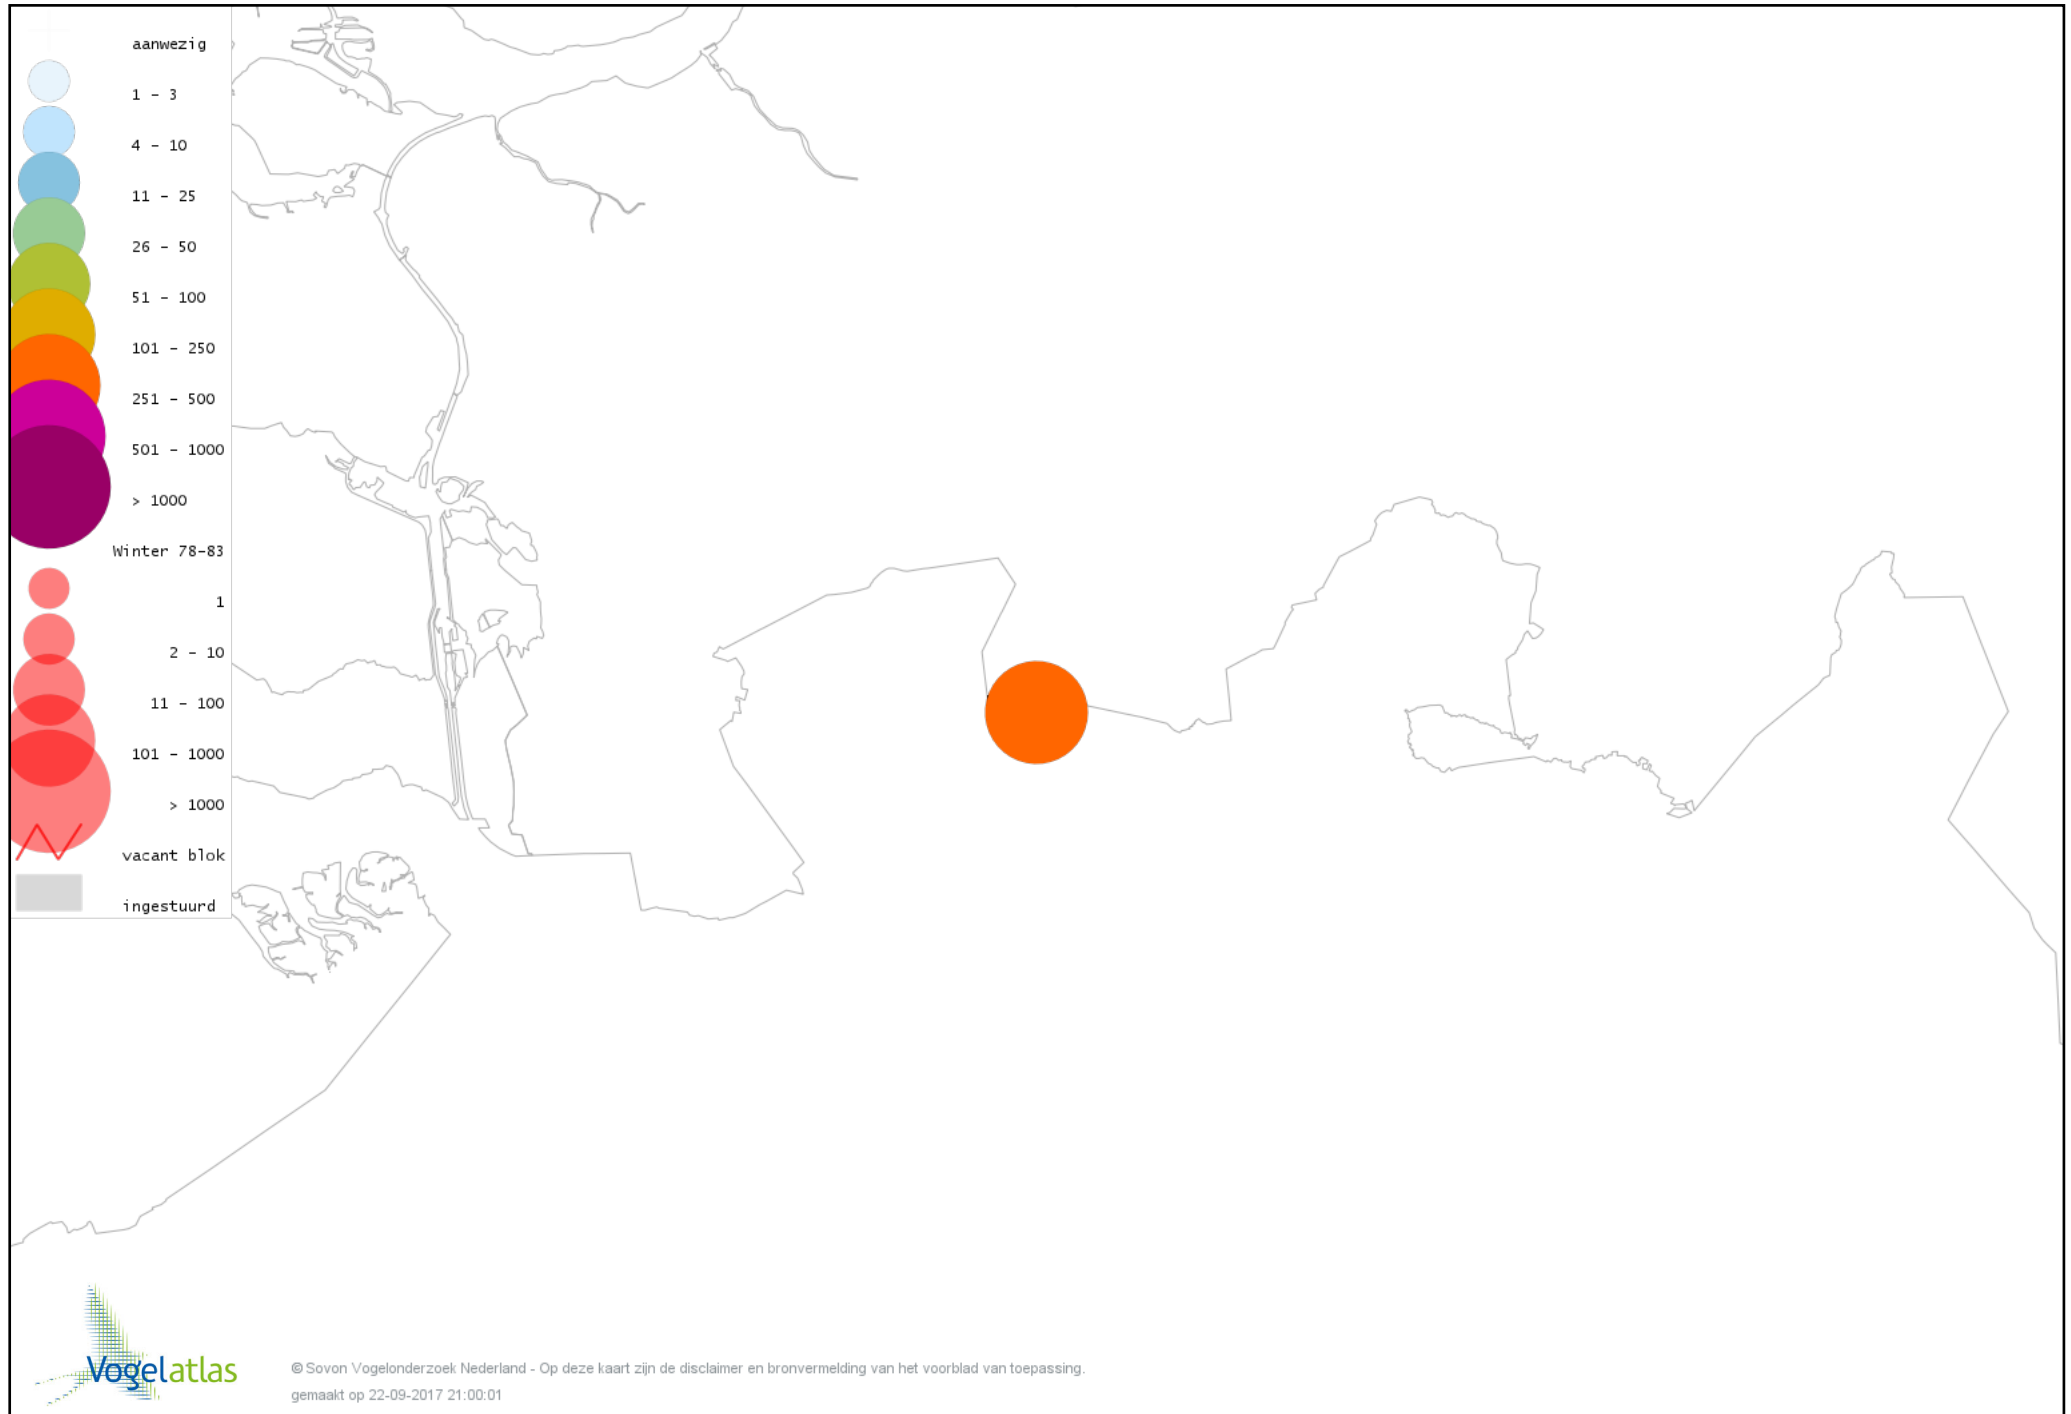 aanwezig
1 - 3
4 - 10
11 - 25
26 - 50
51 - 100
101 - 250
251 - 500
501 - 1000
> 1000
Winter 78-83
1
2 - 10
11 - 100
101 - 1000
> 1000
vacant blok
ingestuurd
Vogelatlas
© Sovon Vogelonderzoek Nederland - Op deze kaart zijn de disclaimer en bronvermelding van het voorblad van toepassing.
gemaakt op 22-09-2017 21:00:01